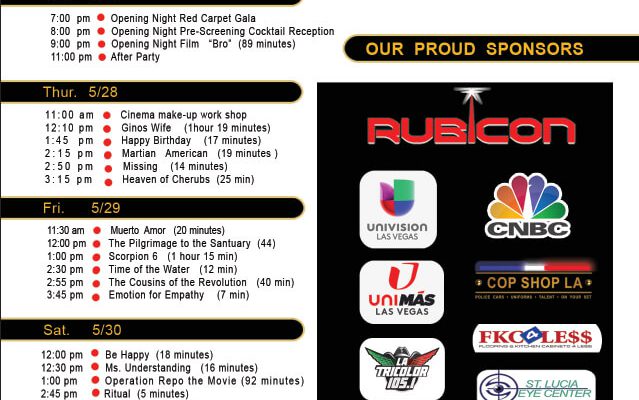 7:00 pm Opening Night Red Carpet Gala
8:00 pm Opening Night Pre-Screening Cocktail Reception
9:00 pm Opening Night Film "Bro" (89 minutes)
11:00 pm After Party
Thur. 5/28
11:00 am Cinema make-up work shop
12:10 pm Ginos Wife (1hour 19 minutes)
1:45 pm Happy Birthday (17 minutes)
2:15 pm Martian American (19 minutes )
2:50 pm Missing (14 minutes)
3:15 pm Heaven of Cherubs (25 min)
Fri. 5/29
11:30 am Muerto Amor (20 minutes)
12:00 pm The Pilgrimage to the Santuary (44)
1:00 pm Scorpion 6 (1 hour 15 min)
2:30 pm Time of the Water (12 min)
2:55 pm The Cousins of the Revolution (40 min)
3:45 pm Emotion for Empathy (7 min)
Sat. 5/30
12:00 pm Be Happy (18 minutes)
12:30 pm Ms. Understanding (16 minutes)
1:00 pm Operation Repo the Movie (92 minutes)
2:45 pm Ritual (5 minutes)
OUR PROUD SPONSORS
RUBICON
UNIVISION
LAS VEGAS
CNBC
UNIMÁS
LAS VEGAS
COP SHOP LA
POLICE CARS • UNIFORMS • TALENT • ON YOUR SET
FKC4LE$$
FLOORING & KITCHEN CABINETS 4 LESS
LA
TRICOLOR
105.1
ST. LUCIA
EYE CENTER